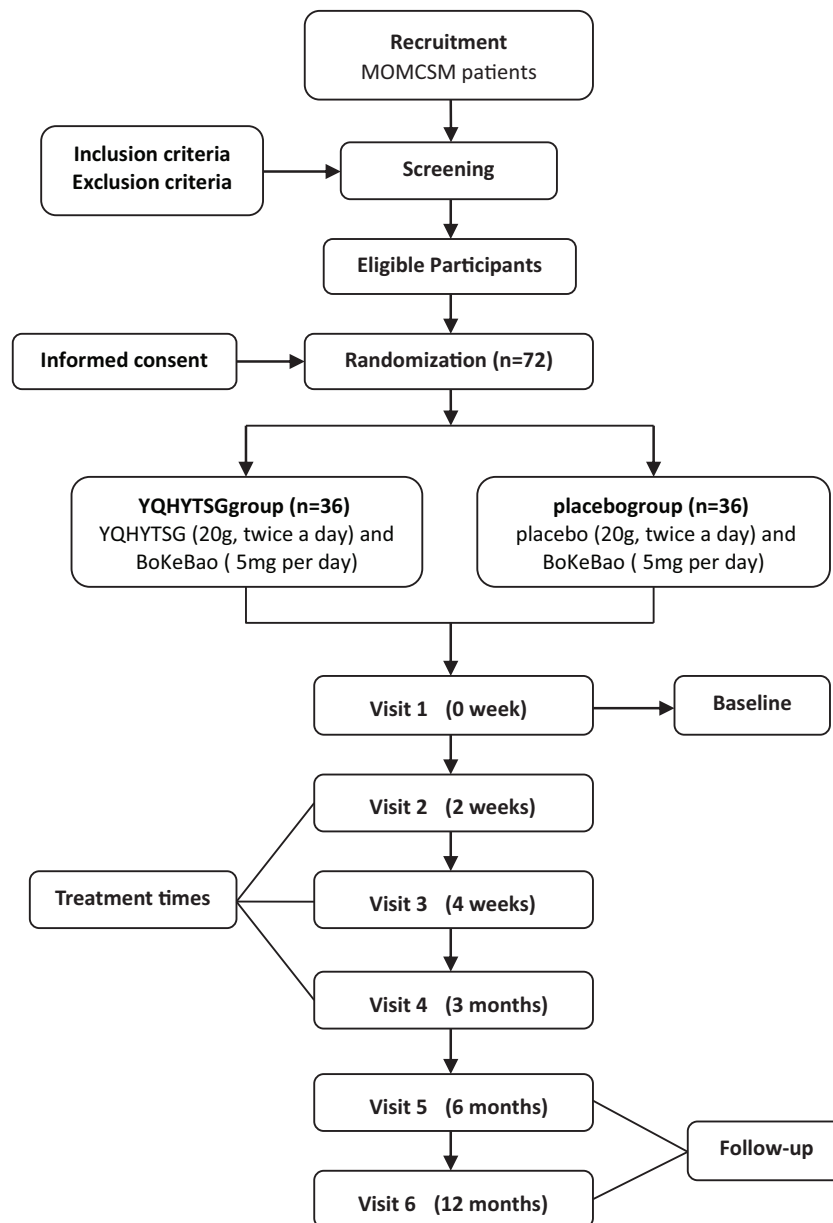 Recruitment
MOMCSM patients
Inclusion criteria
Exclusion criteria
Screening
Eligible Participants
Informed consent
Randomization (n=72)
YQHYTSGgroup (n=36)
YQHYTSG (20g, twice a day) and
BoKeBao ( 5mg per day)
placebogroup (n=36)
placebo (20g, twice a day) and
BoKeBao ( 5mg per day)
Visit 1 (0 week)
Baseline
Visit 2 (2 weeks)
Treatment times
Visit 3 (4 weeks)
Visit 4 (3 months)
Visit 5 (6 months)
Follow-up
Visit 6 (12 months)